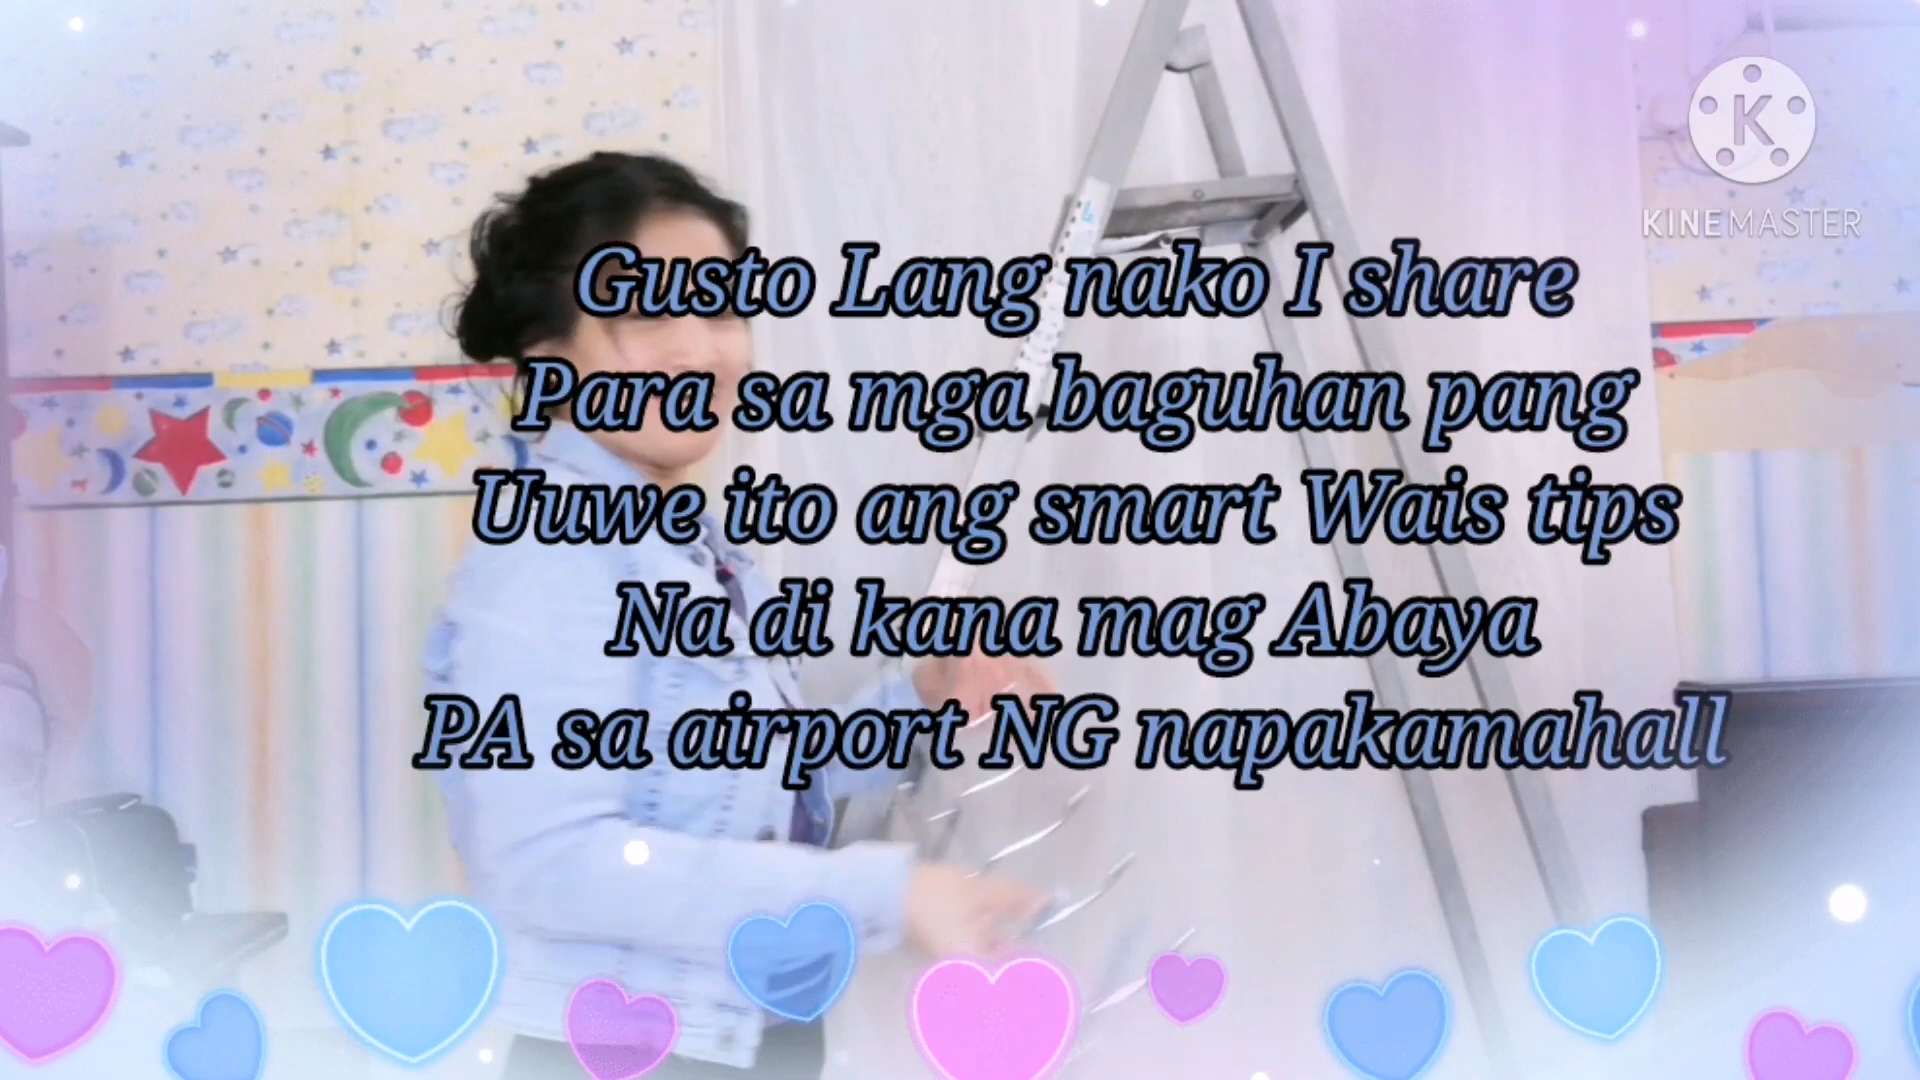 K
KINEMASTER
Gusto Lang nako I share
Para sa mga baguhan pang
Uuwe ito ang smart Wais tips
Na di kana mag Abaya
PA sa airport NG napakamahall